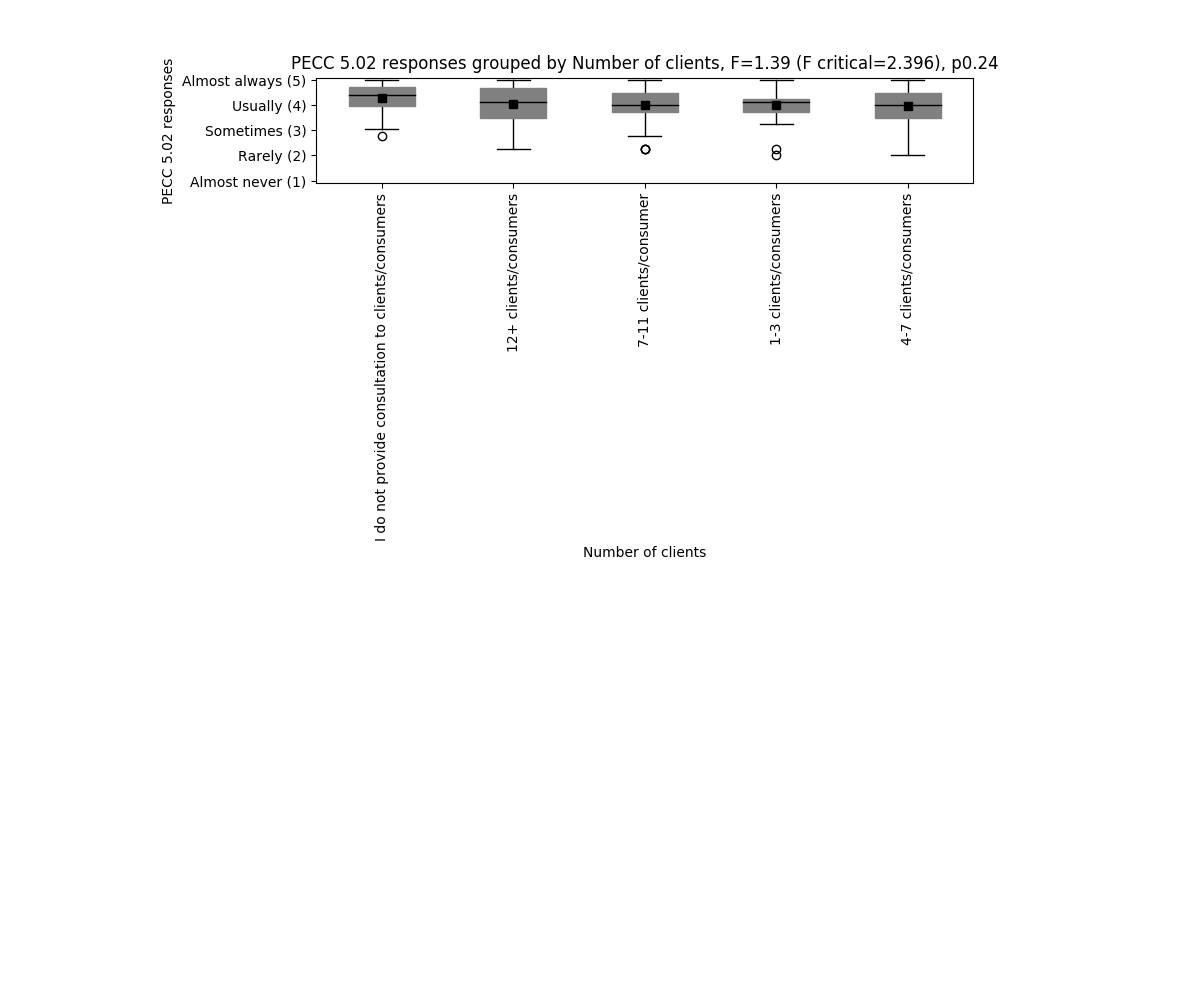 PECC 5.02 responses grouped by Number of clients, F=1.39 (F critical=2.396), p0.24
PECC 5.02 responses
Almost always (5)
Usually (4)
Sometimes (3)
Rarely (2)
Almost never (1)
I do not provide consultation to clients/consumers
12+ clients/consumers
7-11 clients/consumer
1-3 clients/consumers
4-7 clients/consumers
Number of clients